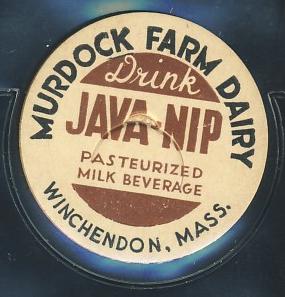 MURDOCK FARM DAIRY
Drink
JAVA NIP
PASTEURIZED
MILK BEVERAGE
WINCHENDON, MASS.